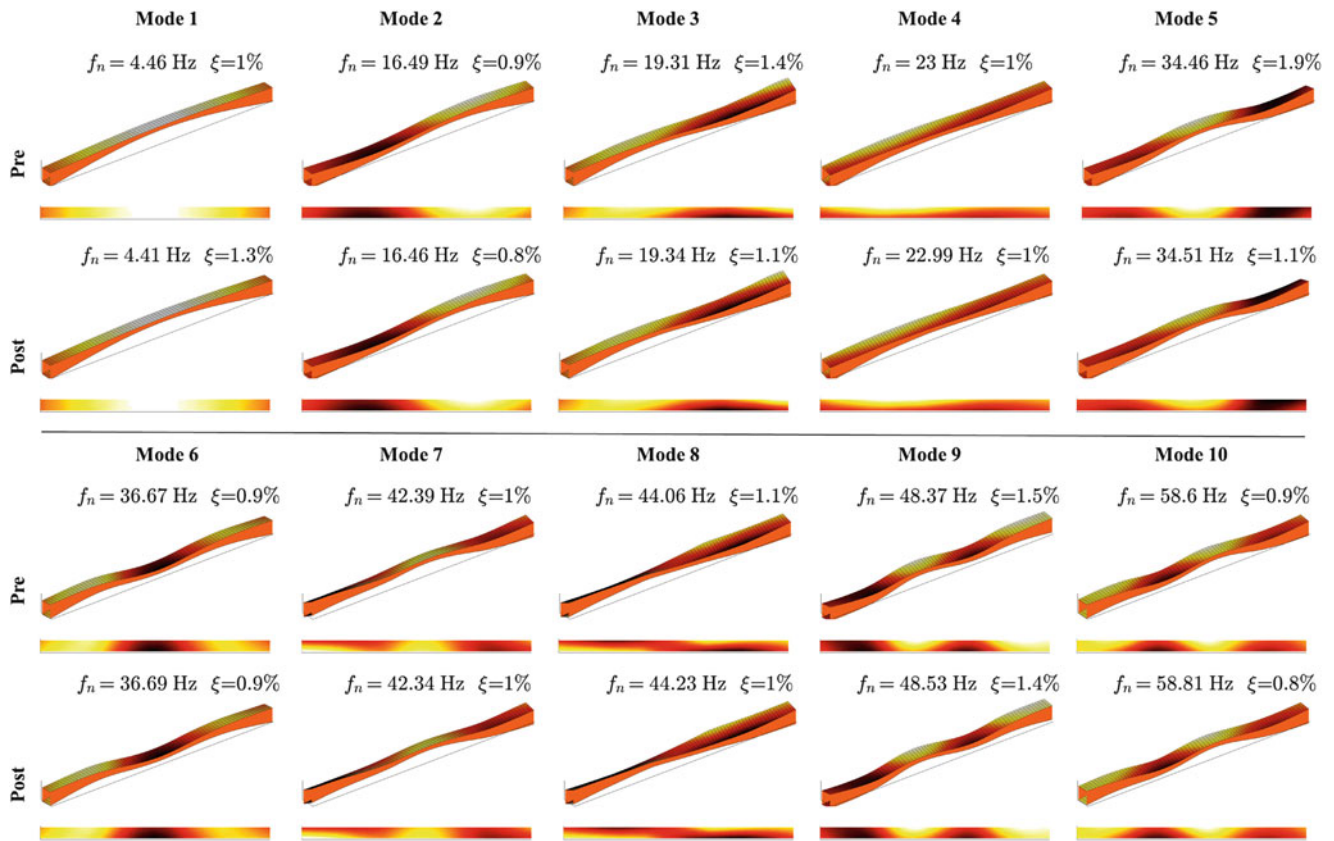 Mode 1 Mode 2 Mode 3 Mode 4 Mode 5
fₙ = 4.46 Hz ξ=1% fₙ = 16.49 Hz ξ=0.9% fₙ = 19.31 Hz ξ=1.4% fₙ = 23 Hz ξ=1% fₙ = 34.46 Hz ξ=1.9%
Pre
fₙ = 4.41 Hz ξ=1.3% fₙ = 16.46 Hz ξ=0.8% fₙ = 19.34 Hz ξ=1.1% fₙ = 22.99 Hz ξ=1% fₙ = 34.51 Hz ξ=1.1%
Post
Mode 6 Mode 7 Mode 8 Mode 9 Mode 10
fₙ = 36.67 Hz ξ=0.9% fₙ = 42.39 Hz ξ=1% fₙ = 44.06 Hz ξ=1.1% fₙ = 48.37 Hz ξ=1.5% fₙ = 58.6 Hz ξ=0.9%
Pre
fₙ = 36.69 Hz ξ=0.9% fₙ = 42.34 Hz ξ=1% fₙ = 44.23 Hz ξ=1% fₙ = 48.53 Hz ξ=1.4% fₙ = 58.81 Hz ξ=0.8%
Post